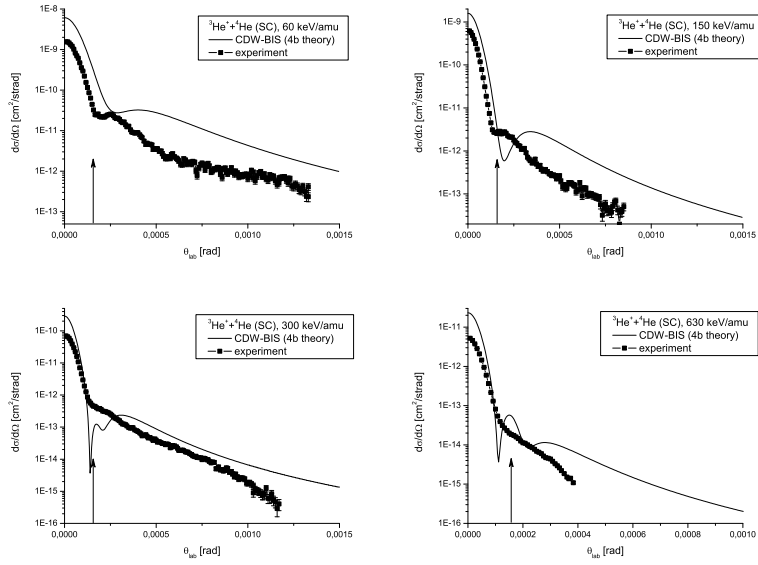 ³He⁺+⁴He (SC), 60 keV/amu
CDW-BIS (4b theory)
experiment
1E-8
1E-9
1E-10
1E-11
1E-12
1E-13
dσ/dΩ [cm²/strad]
0,0000 0,0005 0,0010 0,0015
θlab [rad]
³He⁺+⁴He (SC), 150 keV/amu
CDW-BIS (4b theory)
experiment
1E-9
1E-10
1E-11
1E-12
1E-13
dσ/dΩ [cm²/strad]
0,0000 0,0005 0,0010 0,0015
θlab [rad]
³He⁺+⁴He (SC), 300 keV/amu
CDW-BIS (4b theory)
experiment
1E-10
1E-11
1E-12
1E-13
1E-14
1E-15
1E-16
dσ/dΩ [cm²/strad]
0,0000 0,0005 0,0010 0,0015
θlab [rad]
³He⁺+⁴He (SC), 630 keV/amu
CDW-BIS (4b theory)
experiment
1E-11
1E-12
1E-13
1E-14
1E-15
1E-16
dσ/dΩ [cm²/strad]
0,0000 0,0002 0,0004 0,0006 0,0008 0,0010
θlab [rad]